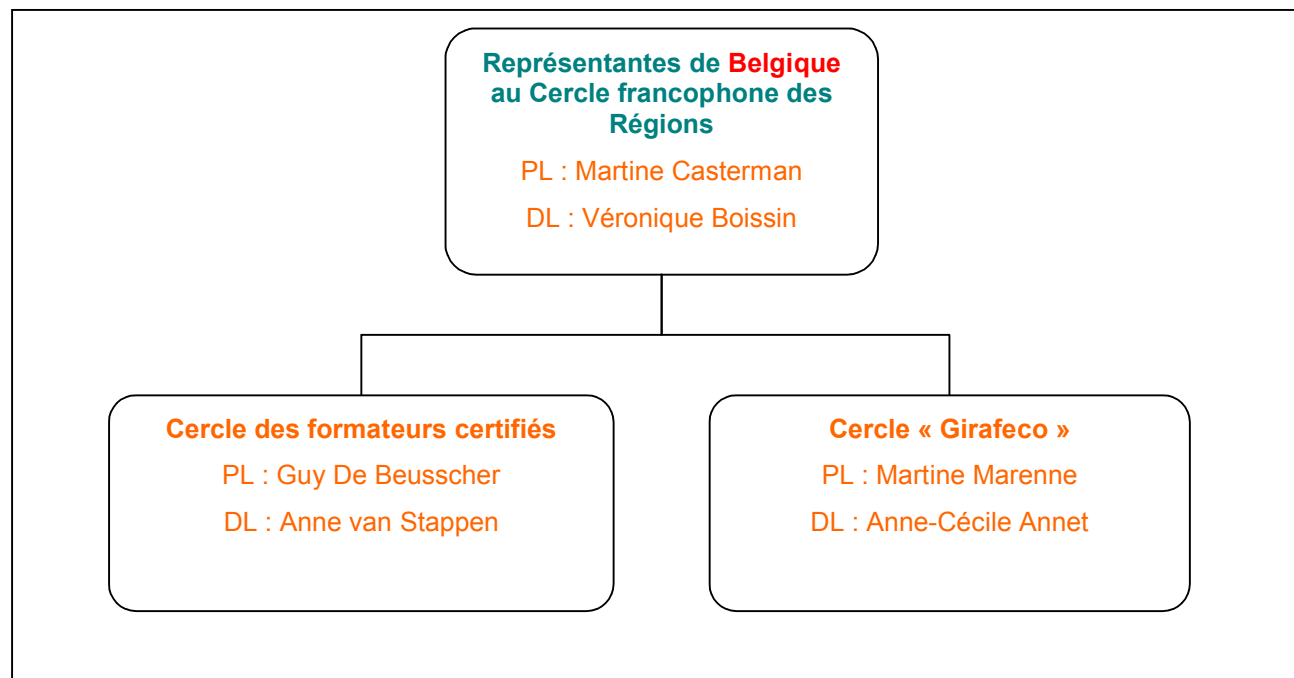 Représentantes de Belgique
au Cercle francophone des
Régions
PL : Martine Casterman
DL : Véronique Boissin
Cercle des formateurs certifiés
PL : Guy De Beusscher
DL : Anne van Stappen
Cercle « Girafeco »
PL : Martine Marenne
DL : Anne-Cécile Annet